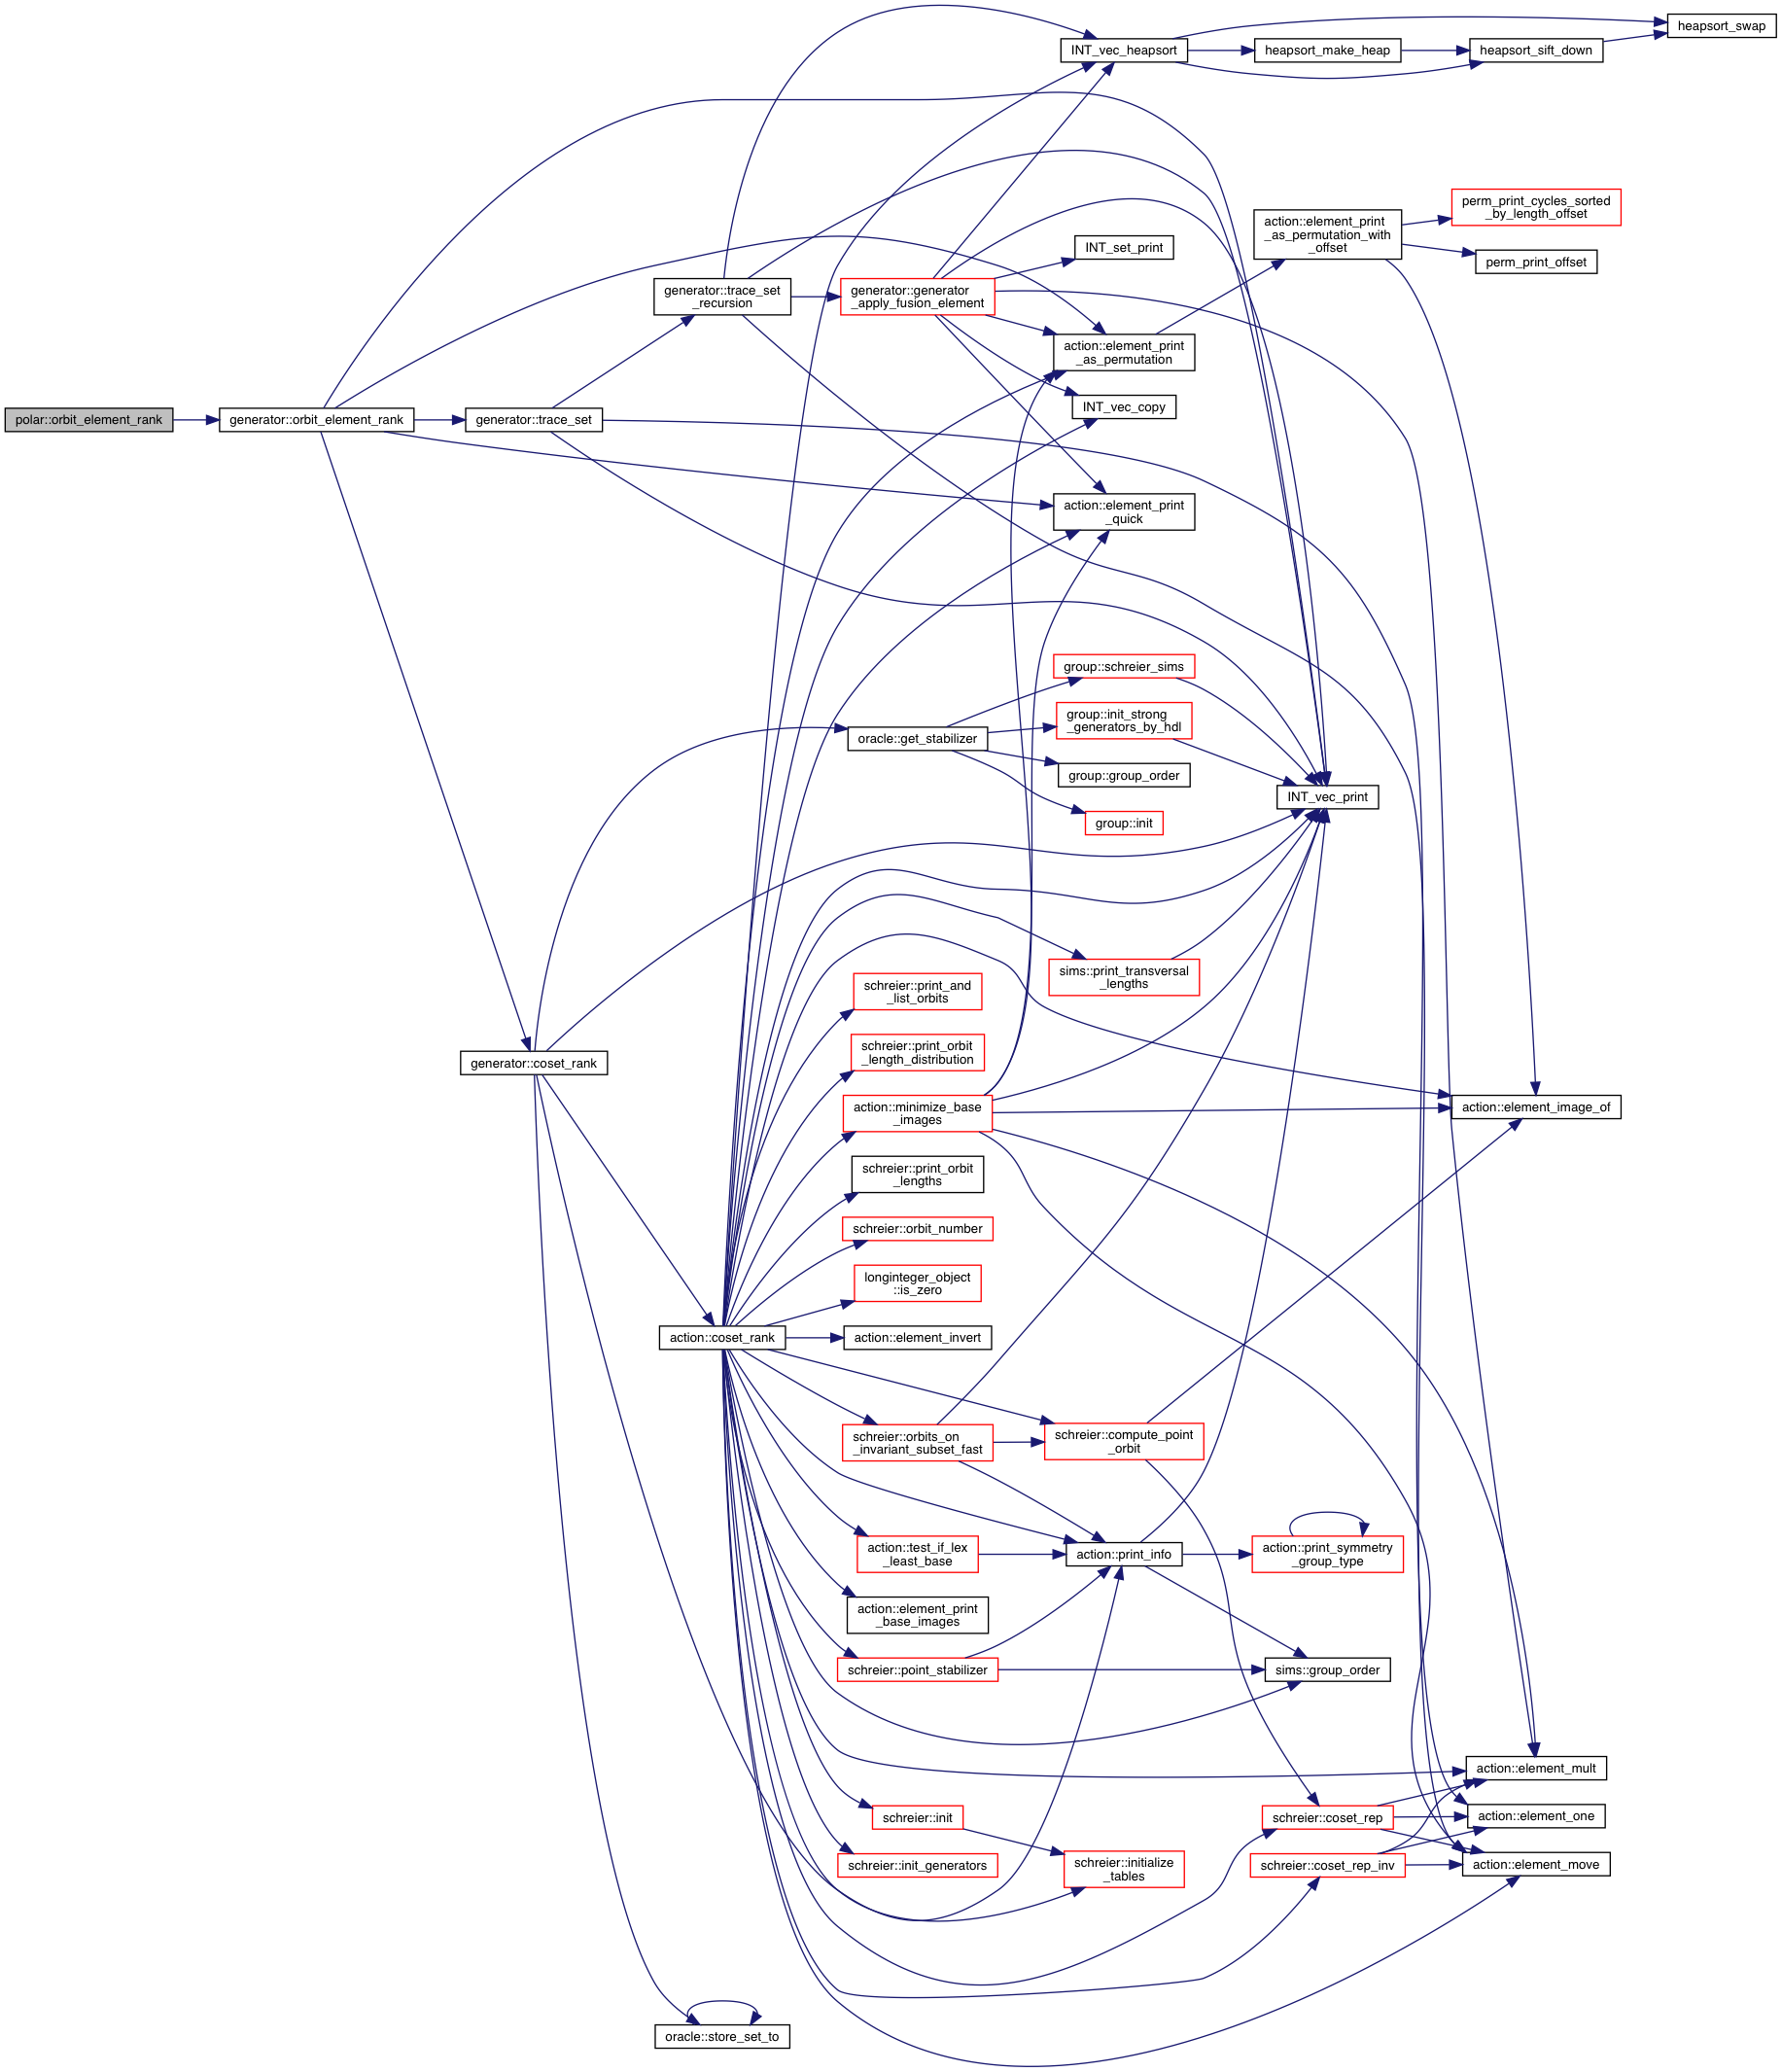 heapsort_swap
INT_vec_heapsort
heapsort_make_heap
heapsort_sift_down
perm_print_cycles_sorted
_by_length_offset
action::element_print
_as_permutation_with
_offset
INT_set_print
perm_print_offset
generator::trace_set
_recursion
generator::generator
_apply_fusion_element
action::element_print
_as_permutation
polar::orbit_element_rank
generator::orbit_element_rank
generator::trace_set
INT_vec_copy
action::element_print
_quick
group::schreier_sims
group::init_strong
_generators_by_hdl
oracle::get_stabilizer
group::group_order
INT_vec_print
group::init
sims::print_transversal
_lengths
schreier::print_and
_list_orbits
schreier::print_orbit
_length_distribution
generator::coset_rank
action::minimize_base
_images
action::element_image_of
schreier::print_orbit
_lengths
schreier::orbit_number
longinteger_object
::is_zero
action::coset_rank
action::element_invert
schreier::orbits_on
_invariant_subset_fast
schreier::compute_point
_orbit
action::test_if_lex
_least_base
action::print_info
action::print_symmetry
_group_type
action::element_print
_base_images
schreier::point_stabilizer
sims::group_order
action::element_mult
schreier::init
schreier::coset_rep
action::element_one
schreier::init_generators
schreier::initialize
_tables
schreier::coset_rep_inv
action::element_move
oracle::store_set_to